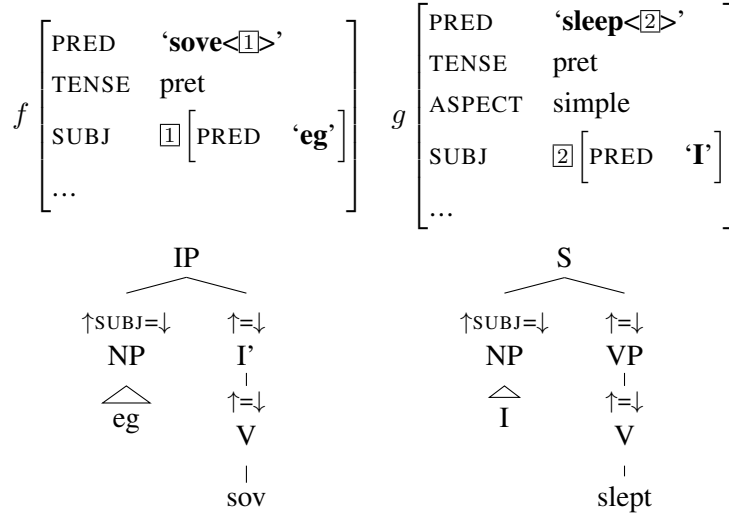 f
PRED ‘sove<1>’
TENSE pret
SUBJ 1 [PRED ‘eg’]
...
g
PRED ‘sleep<2>’
TENSE pret
ASPECT simple
SUBJ 2 [PRED ‘I’]
...
IP
↑SUBJ=↓ ↑=↓
NP I’
↑=↓
eg
V
sov
S
↑SUBJ=↓ ↑=↓
NP VP
↑=↓
I
V
slept